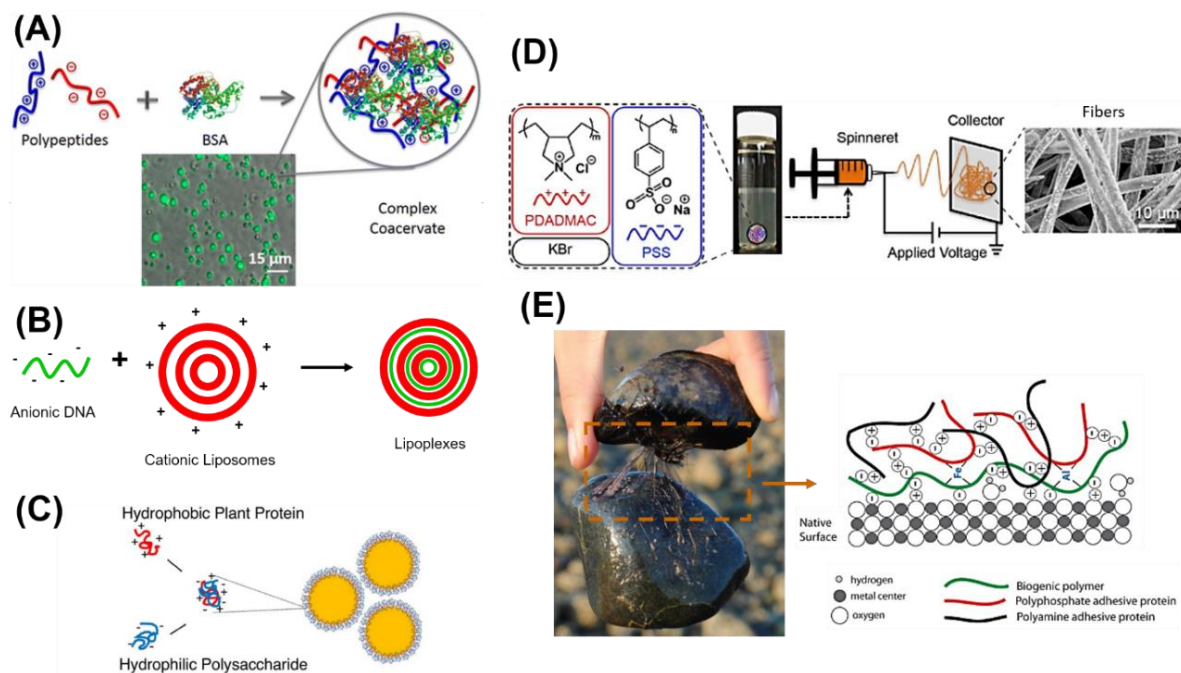 (A)
Polypeptides
+
BSA
Complex
Coacervate
15 μm
(B)
Anionic DNA
+
Cationic Liposomes
Lipoplexes
(C)
Hydrophobic Plant Protein
Hydrophilic Polysaccharide
(D)
PDADMAC
N
Cl
KBr
O
S
O
O
Na
PSS
m
m
Spinneret
Collector
Applied Voltage
Fibers
10 μm
(E)
Fe
Al
Native
Surface
hydrogen
metal center
oxygen
Biogenic polymer
Polyphosphate adhesive protein
Polyamine adhesive protein